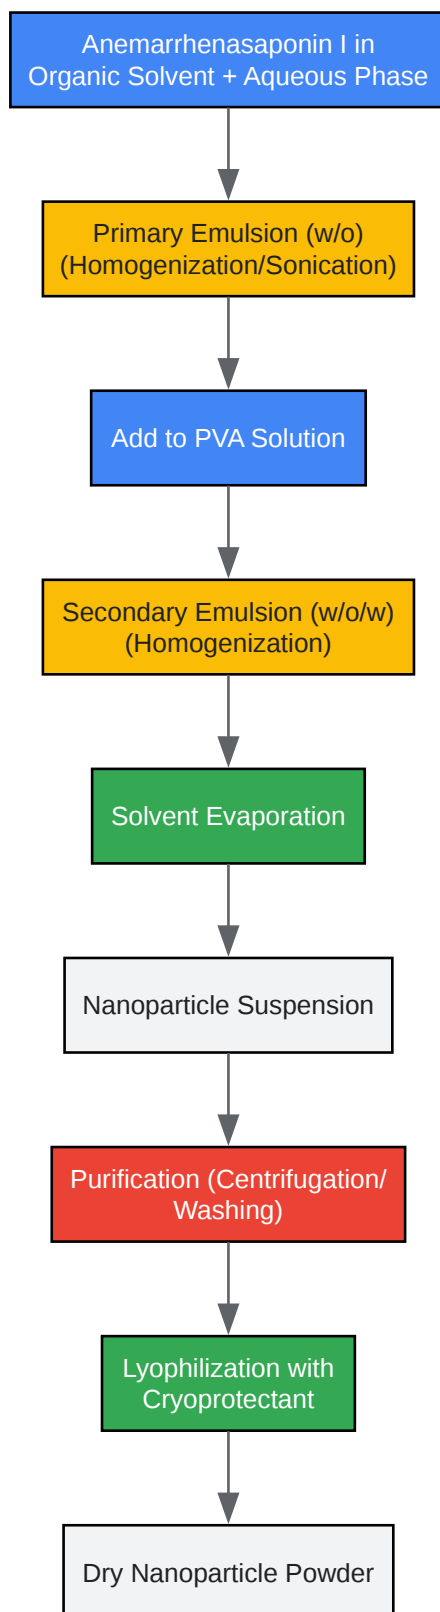 Anemarrhenasaponin I in
Organic Solvent + Aqueous Phase
Primary Emulsion (w/o)
(Homogenization/Sonication)
Add to PVA Solution
Secondary Emulsion (w/o/w)
(Homogenization)
Solvent Evaporation
Nanoparticle Suspension
Purification (Centrifugation/
Washing)
Lyophilization with
Cryoprotectant
Dry Nanoparticle Powder